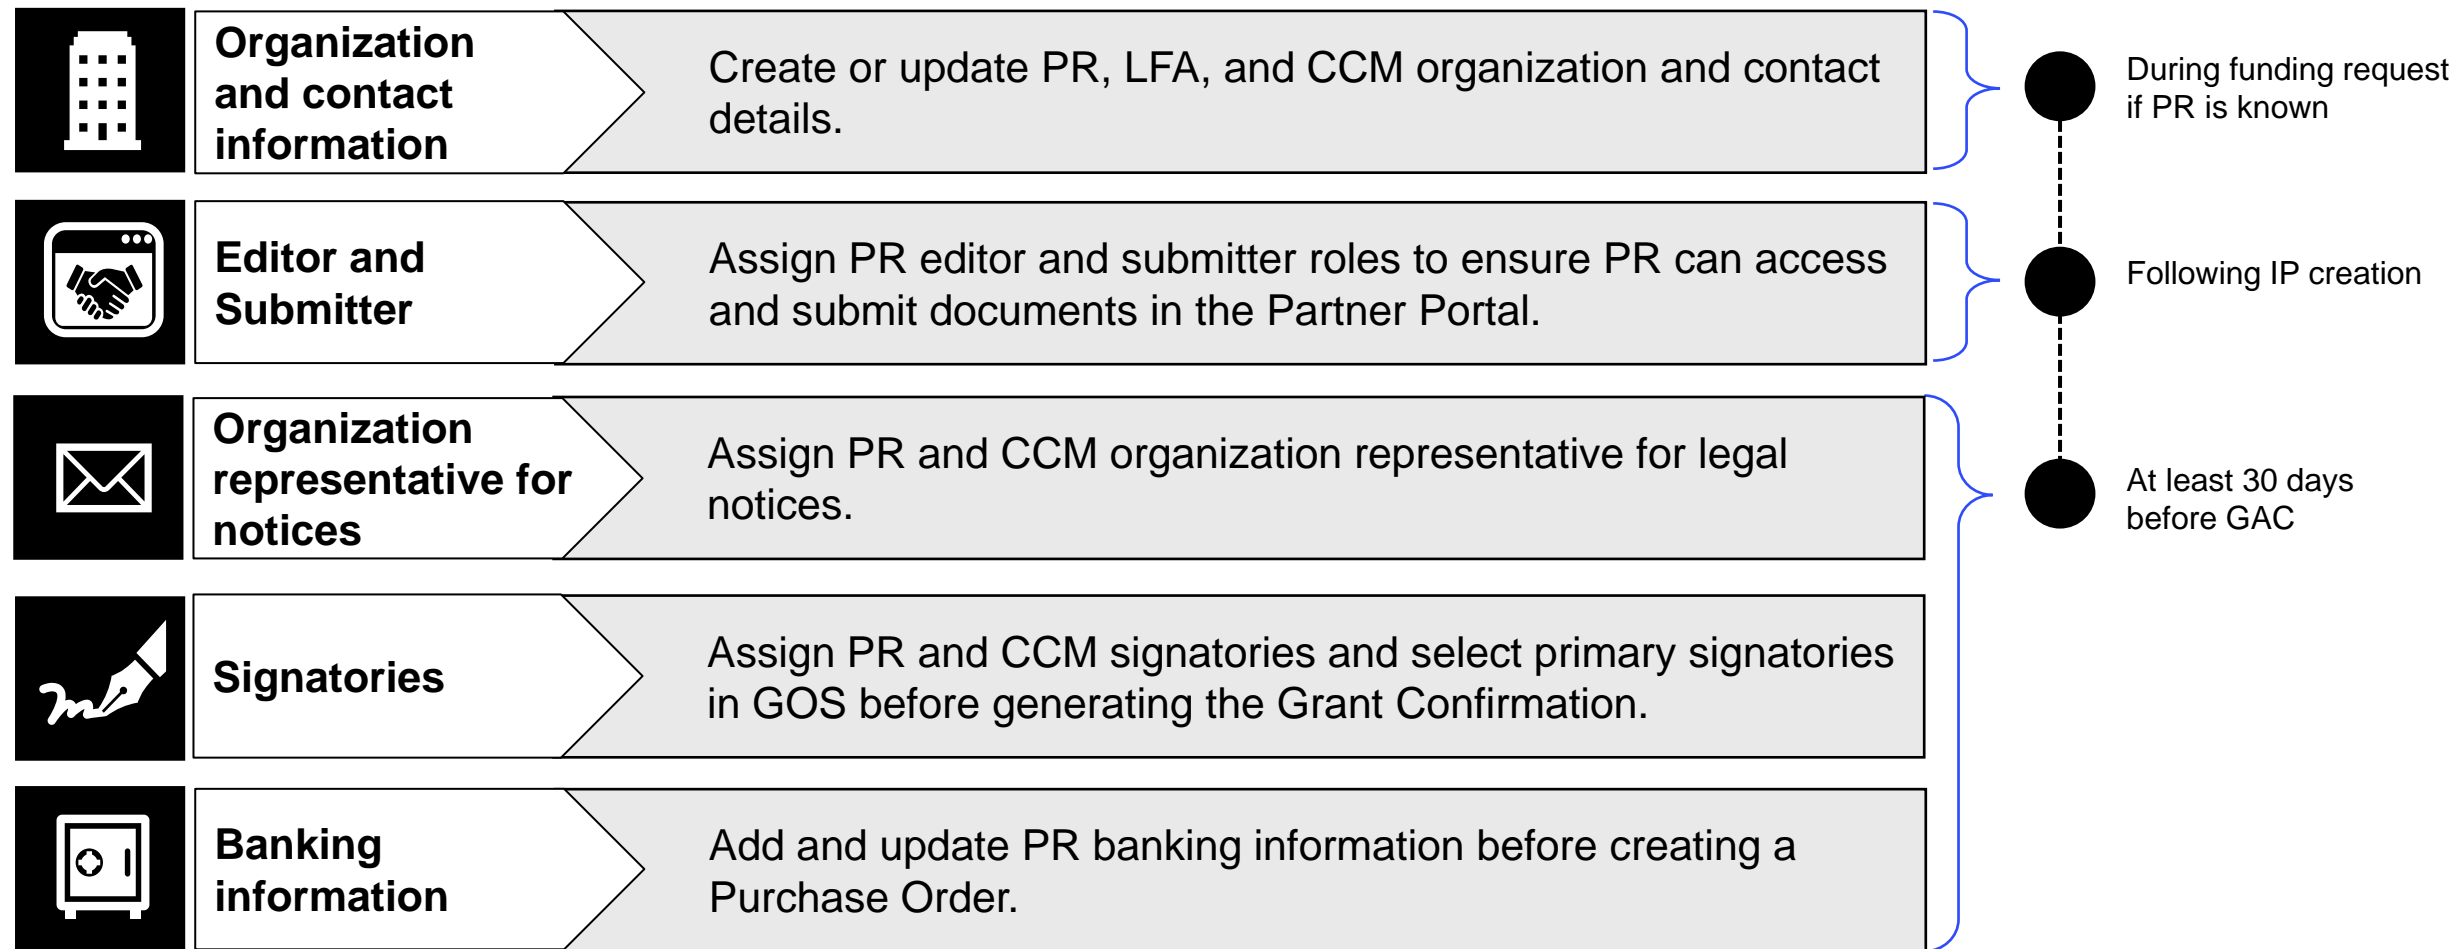 Organization
and contact
information
Create or update PR, LFA, and CCM organization and contact
details.
During funding request
if PR is known
Editor and
Submitter
Assign PR editor and submitter roles to ensure PR can access
and submit documents in the Partner Portal.
Following IP creation
Organization
representative for
notices
Assign PR and CCM organization representative for legal
notices.
At least 30 days
before GAC
Signatories
Assign PR and CCM signatories and select primary signatories
in GOS before generating the Grant Confirmation.
Banking
information
Add and update PR banking information before creating a
Purchase Order.